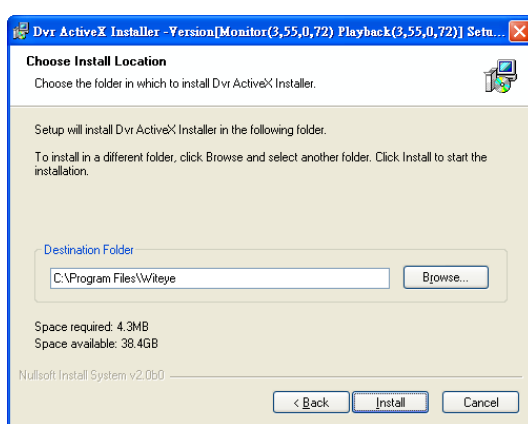 Dvr ActiveX Installer -Version[Monitor(3,55,0,72) Playback(3,55,0,72)] Setu...
Choose Install Location
Choose the folder in which to install Dvr ActiveX Installer.
Setup will install Dvr ActiveX Installer in the following folder.
To install in a different folder, click Browse and select another folder. Click Install to start the
installation.
Destination Folder
C:\Program Files\Witeye
Browse...
Space required: 4.3MB
Space available: 38.4GB
Nullsoft Install System v2.0b0
< Back
Install
Cancel